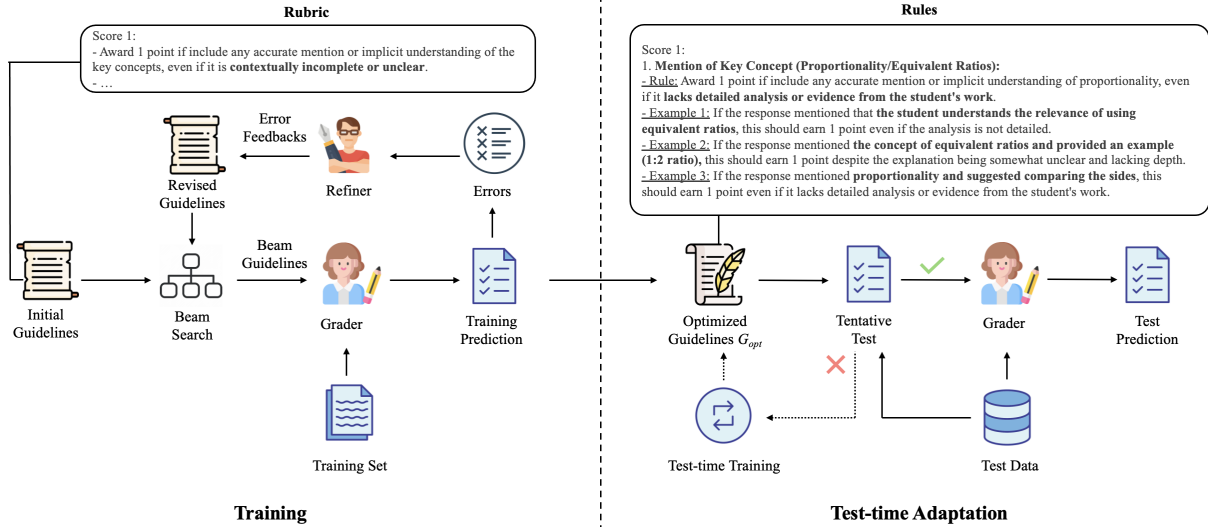 Rubric
Score 1:
- Award 1 point if include any accurate mention or implicit understanding of the
key concepts, even if it is contextually incomplete or unclear.
- …
Error
Feedbacks
Revised
Guidelines
Refiner
Errors
Initial
Guidelines
Beam
Search
Beam
Guidelines
Grader
Training
Prediction
Training Set
Training
Rules
Score 1:
1. Mention of Key Concept (Proportionality/Equivalent Ratios):
- Rule: Award 1 point if include any accurate mention or implicit understanding of proportionality, even
if it lacks detailed analysis or evidence from the student's work.
- Example 1: If the response mentioned that the student understands the relevance of using
equivalent ratios, this should earn 1 point even if the analysis is not detailed.
- Example 2: If the response mentioned the concept of equivalent ratios and provided an example
(1:2 ratio), this should earn 1 point despite the explanation being somewhat unclear and lacking depth.
- Example 3: If the response mentioned proportionality and suggested comparing the sides, this
should earn 1 point even if it lacks detailed analysis or evidence from the student's work.
Optimized
Guidelines G_opt
Tentative
Test
Grader
Test
Prediction
Test-time Training
Test Data
Test-time Adaptation